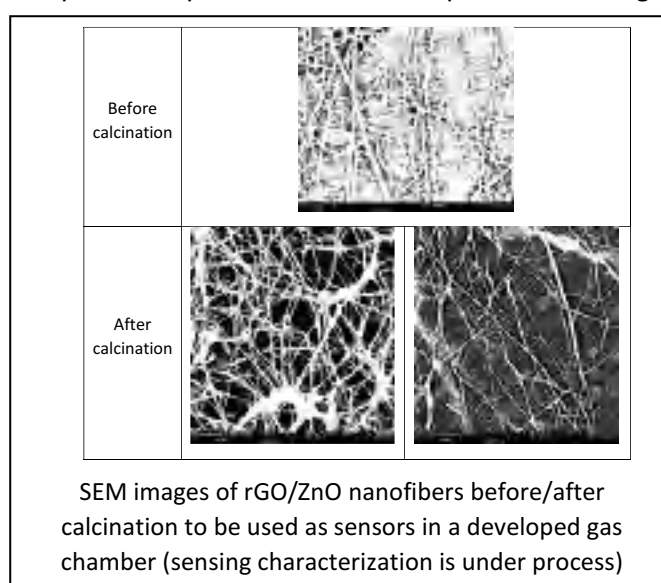 Before
calcination
After
calcination
SEM images of rGO/ZnO nanofibers before/after
calcination to be used as sensors in a developed gas
chamber (sensing characterization is under process)